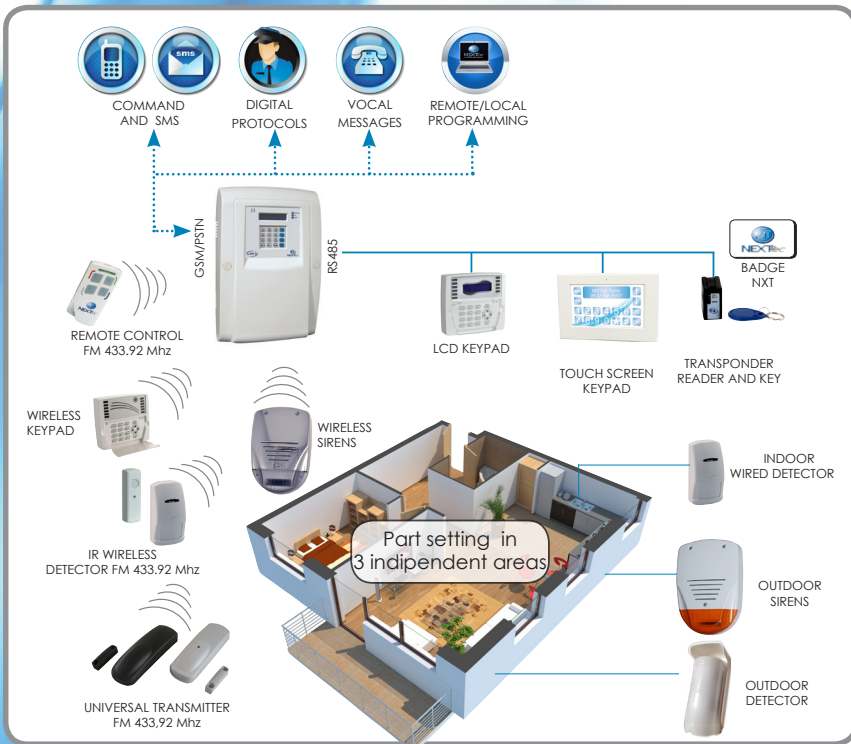 sms
COMMAND
AND SMS
DIGITAL
PROTOCOLS
VOCAL
MESSAGES
REMOTE/LOCAL
PROGRAMMING
GSM/PSTN
RS485
NEXTec
BADGE
NXT
REMOTE CONTROL
FM 433.92 Mhz
LCD KEYPAD
TOUCH SCREEN
KEYPAD
TRANSPONDER
READER AND KEY
WIRELESS
KEYPAD
WIRELESS
SIRENS
INDOOR
WIRED DETECTOR
IR WIRELESS
DETECTOR FM 433.92 Mhz
Part setting in
3 indipendent areas
OUTDOOR
SIRENS
UNIVERSAL TRANSMITTER
FM 433,92 Mhz
OUTDOOR
DETECTOR